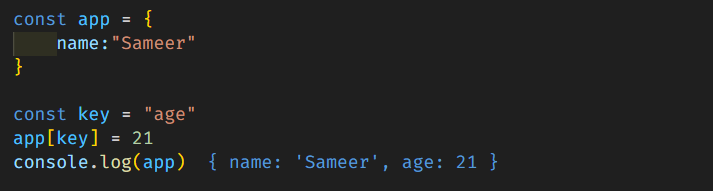 const app = {
    name:"Sameer"
}

const key = "age"
app[key] = 21
console.log(app)  { name: 'Sameer', age: 21 }